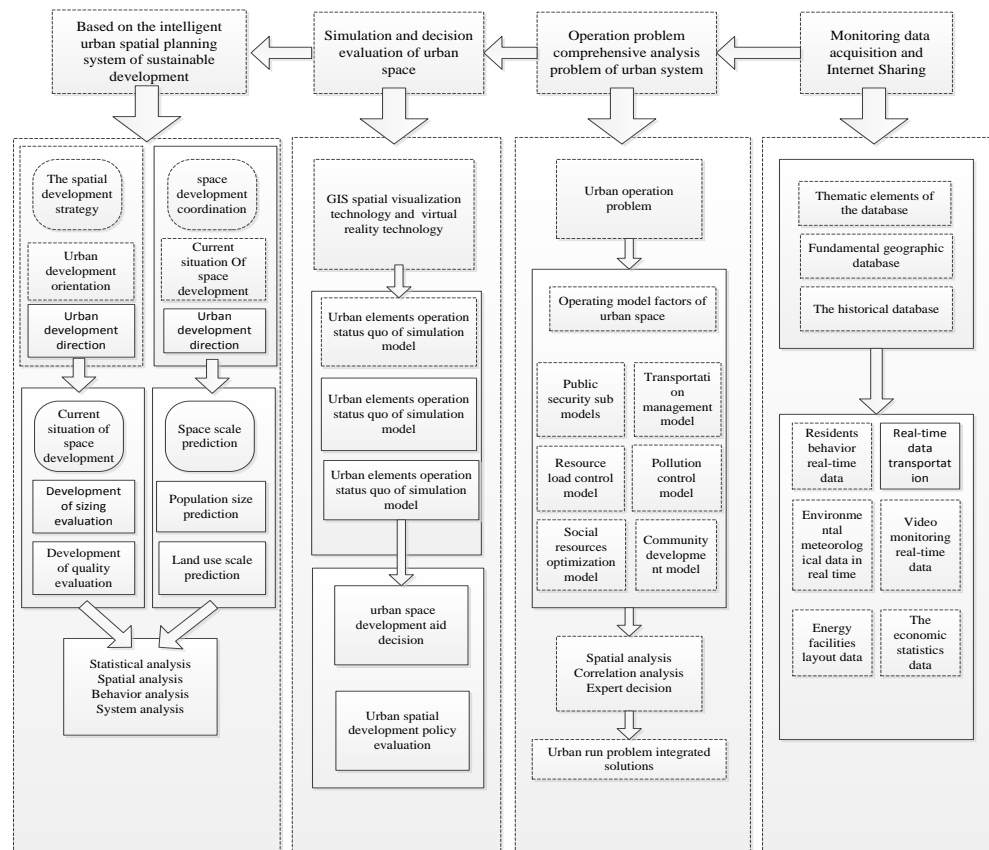 Based on the intelligent
urban spatial planning
system of sustainable
development
Simulation and decision
evaluation of urban
space
Operation problem
comprehensive analysis
problem of urban system
Monitoring data
acquisition and
Internet Sharing
The spatial
development
strategy
Urban
development
orientation
Urban
development
direction
space
development
coordination
Current
situation Of
space
development
Urban
development
direction
Current
situation of
space
development
Development
of sizing
evaluation
Development
of quality
evaluation
Space scale
prediction
Population size
prediction
Land use scale
prediction
Statistical analysis
Spatial analysis
Behavior analysis
System analysis
GIS spatial visualization
technology and virtual
reality technology
Urban elements operation
status quo of simulation
model
Urban elements operation
status quo of simulation
model
Urban elements operation
status quo of simulation
model
urban space
development aid
decision
Urban spatial
development policy
evaluation
Urban operation
problem
Operating model factors of
urban space
Public
security sub
models
Transportati
on
management
model
Resource
load control
model
Pollution
control
model
Social
resources
optimization
model
Community
developme
nt model
Spatial analysis
Correlation analysis
Expert decision
Urban run problem integrated
solutions
Thematic elements of
the database
Fundamental geographic
database
The historical database
Residents
behavior
real-time
data
Real-time
data
transportat
ion
Environme
ntal
meteorolog
ical data in
real time
Video
monitoring
real-time
data
Energy
facilities
layout data
The
economic
statistics
data